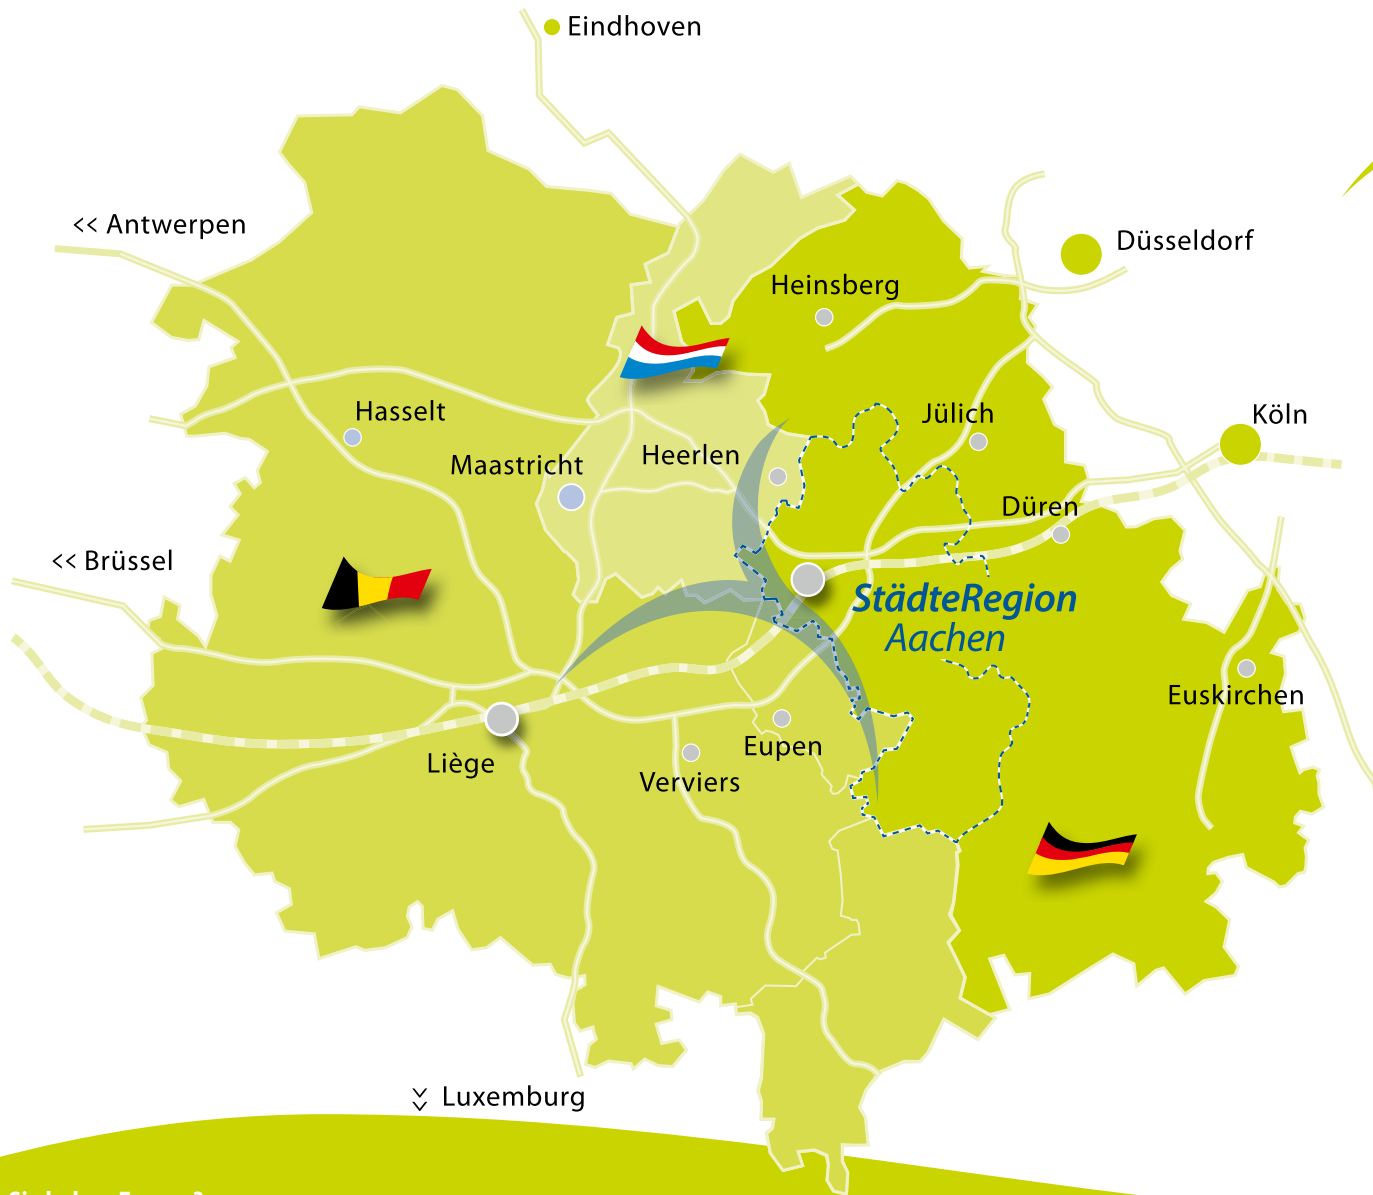 Eindhoven
<< Antwerpen
Düsseldorf
Heinsberg
Hasselt
Jülich
Köln
Maastricht
Heerlen
Düren
<< Brüssel
StädteRegion
Aachen
Euskirchen
Eupen
Liège
Verviers
Luxemburg